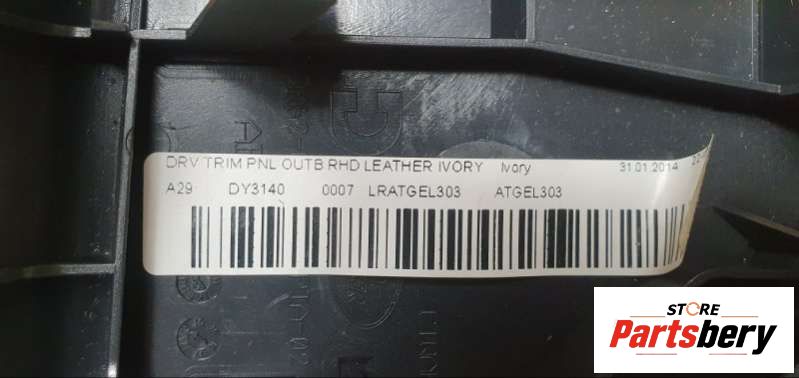 DRV TRIM PNL OUTB RHD LEATHER IVORY Ivory 31.01.2014
A29 DY3140 0007 LRATGEL303 ATGEL303
STORE
Partsbery